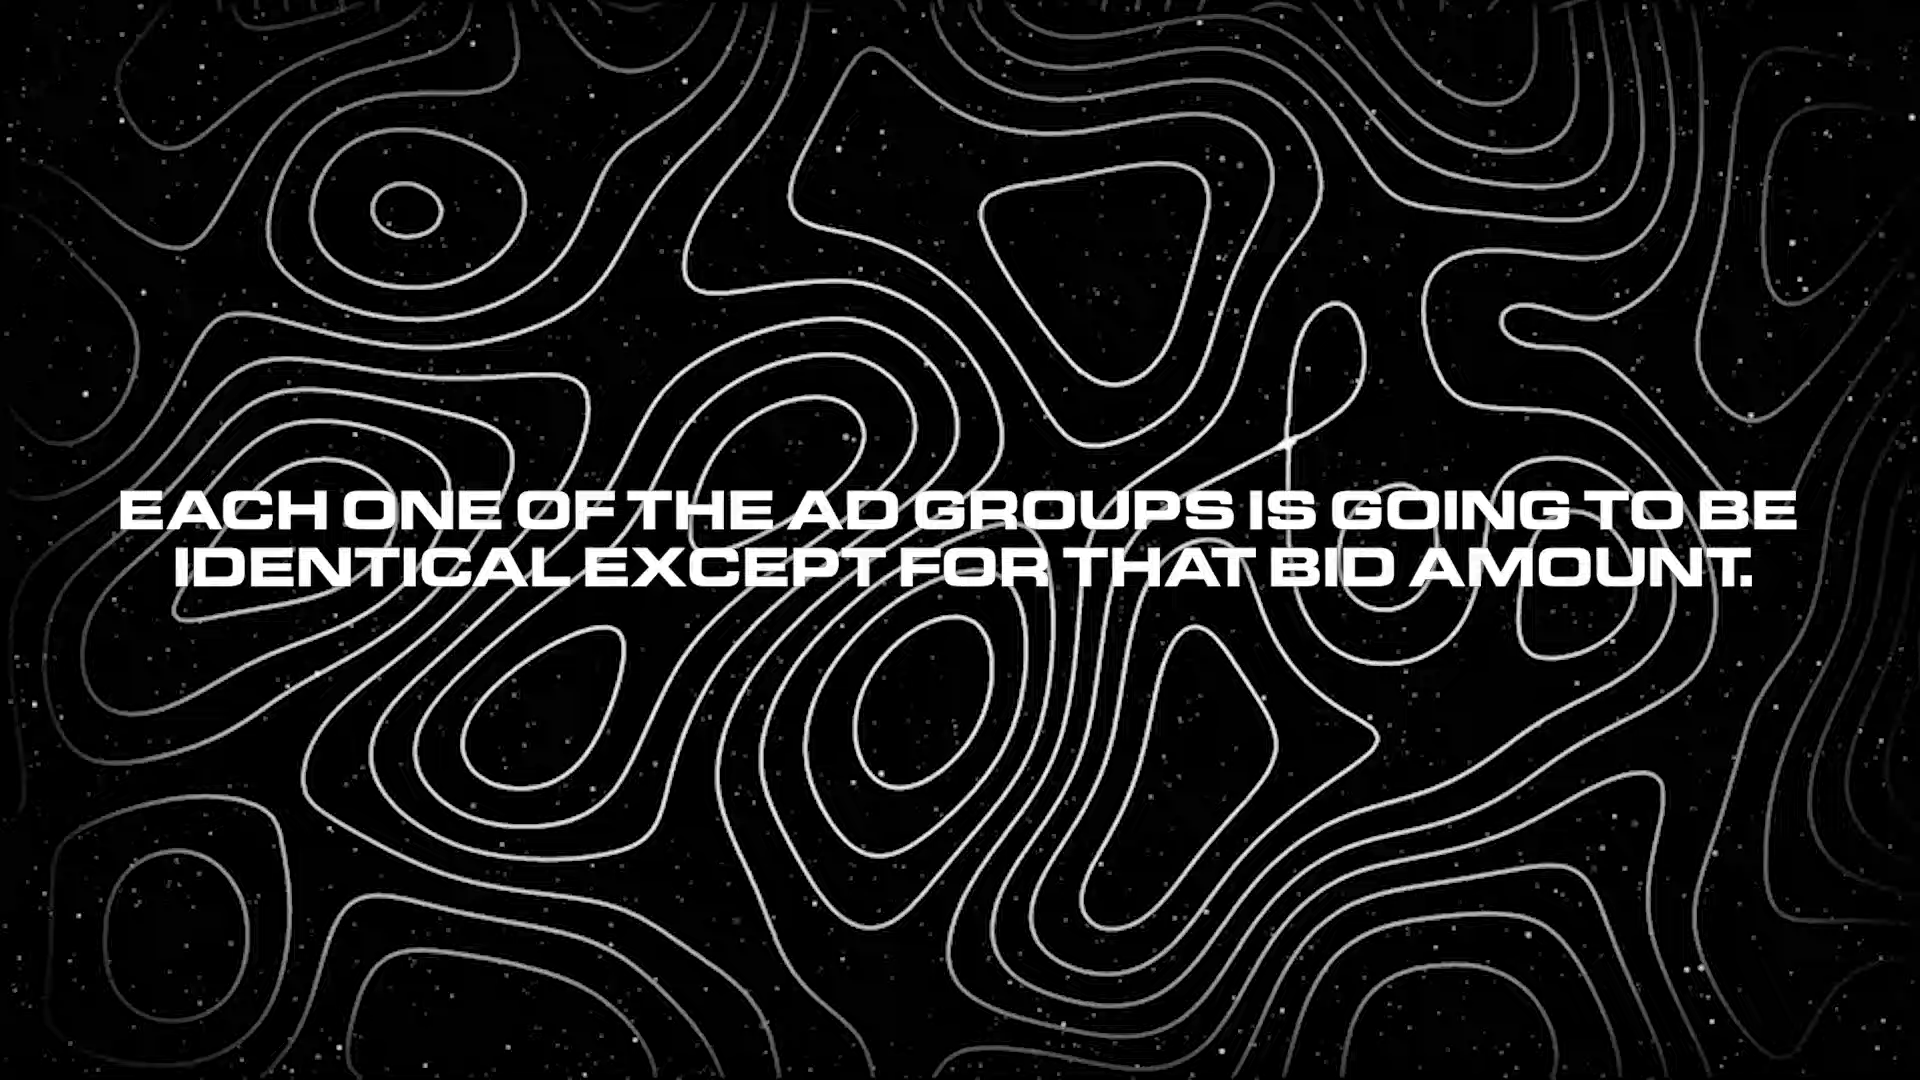 EACH ONE OF THE AD GROUPS IS GOING TO BE
IDENTICAL EXCEPT FOR THAT BID AMOUNT.